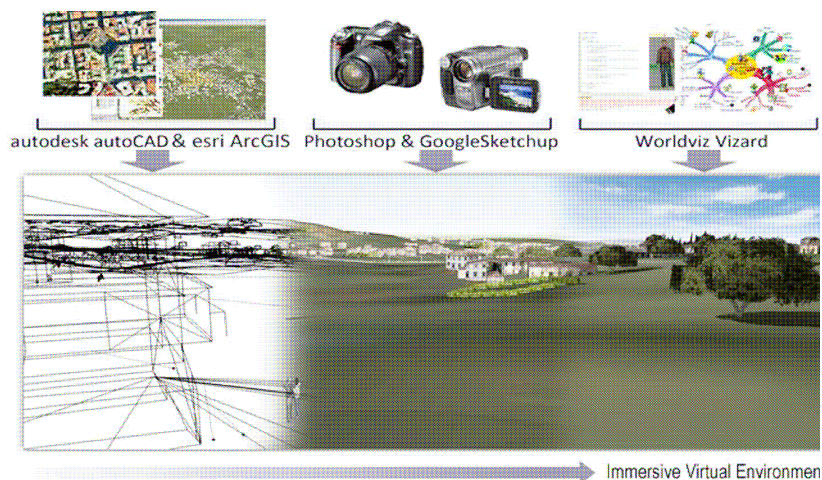 autodesk autoCAD & esri ArcGIS
Photoshop & GoogleSketchup
Worldviz Vizard
Immersive Virtual Environmen